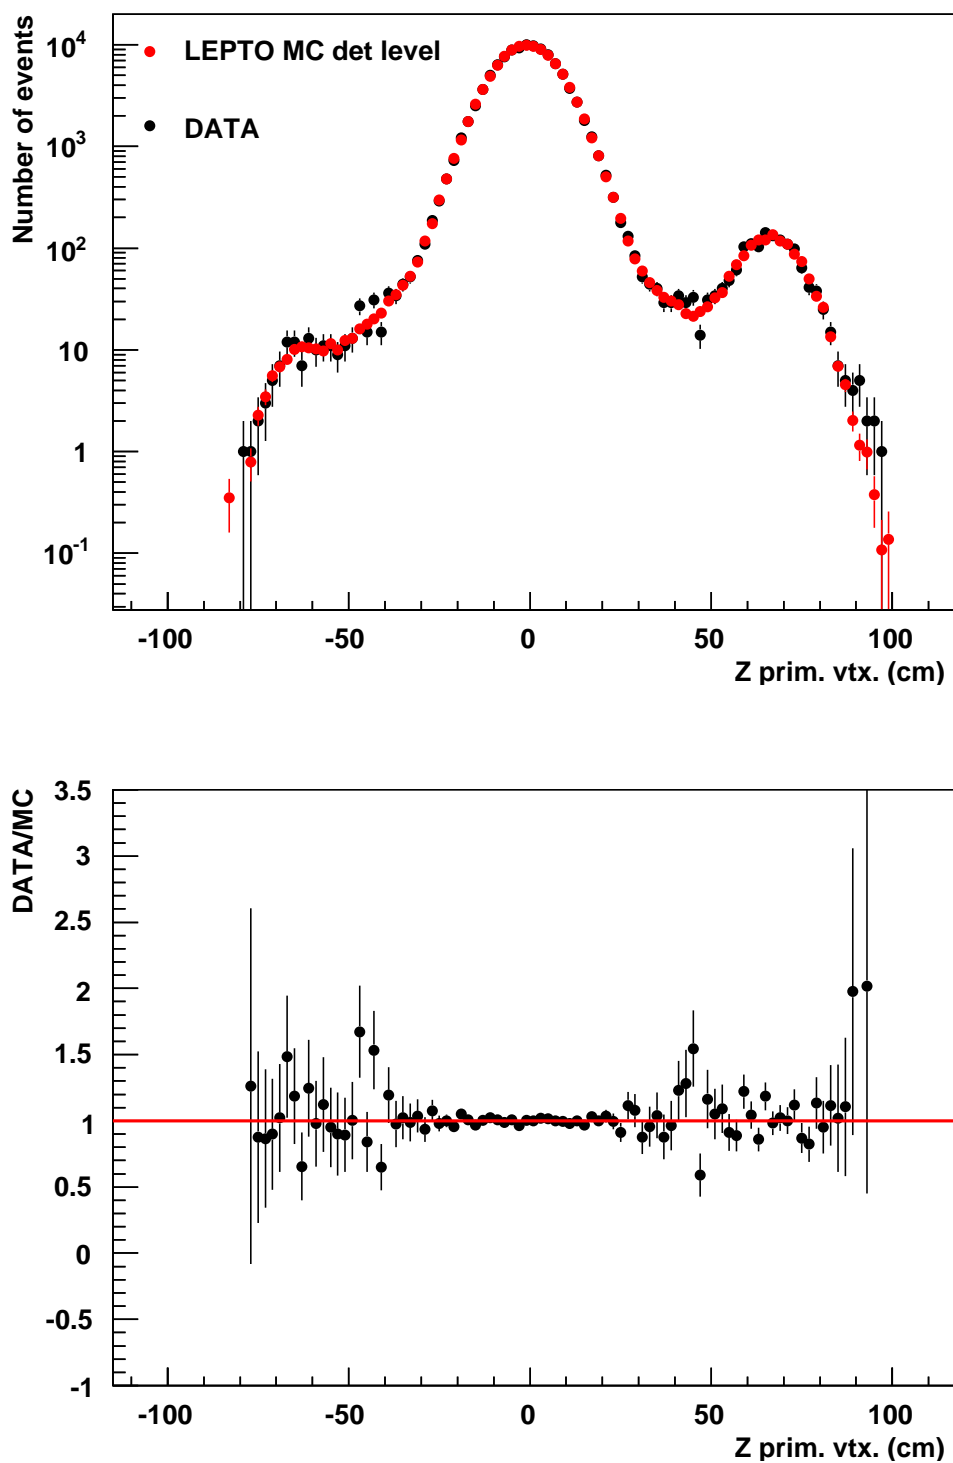 Number of events
10^4
10^3
10^2
10
1
10^-1
LEPTO MC det level
DATA
-100 -50 0 50 100
Z prim. vtx. (cm)
DATA/MC
3.5
3
2.5
2
1.5
1
0.5
0
-0.5
-1
-100 -50 0 50 100
Z prim. vtx. (cm)